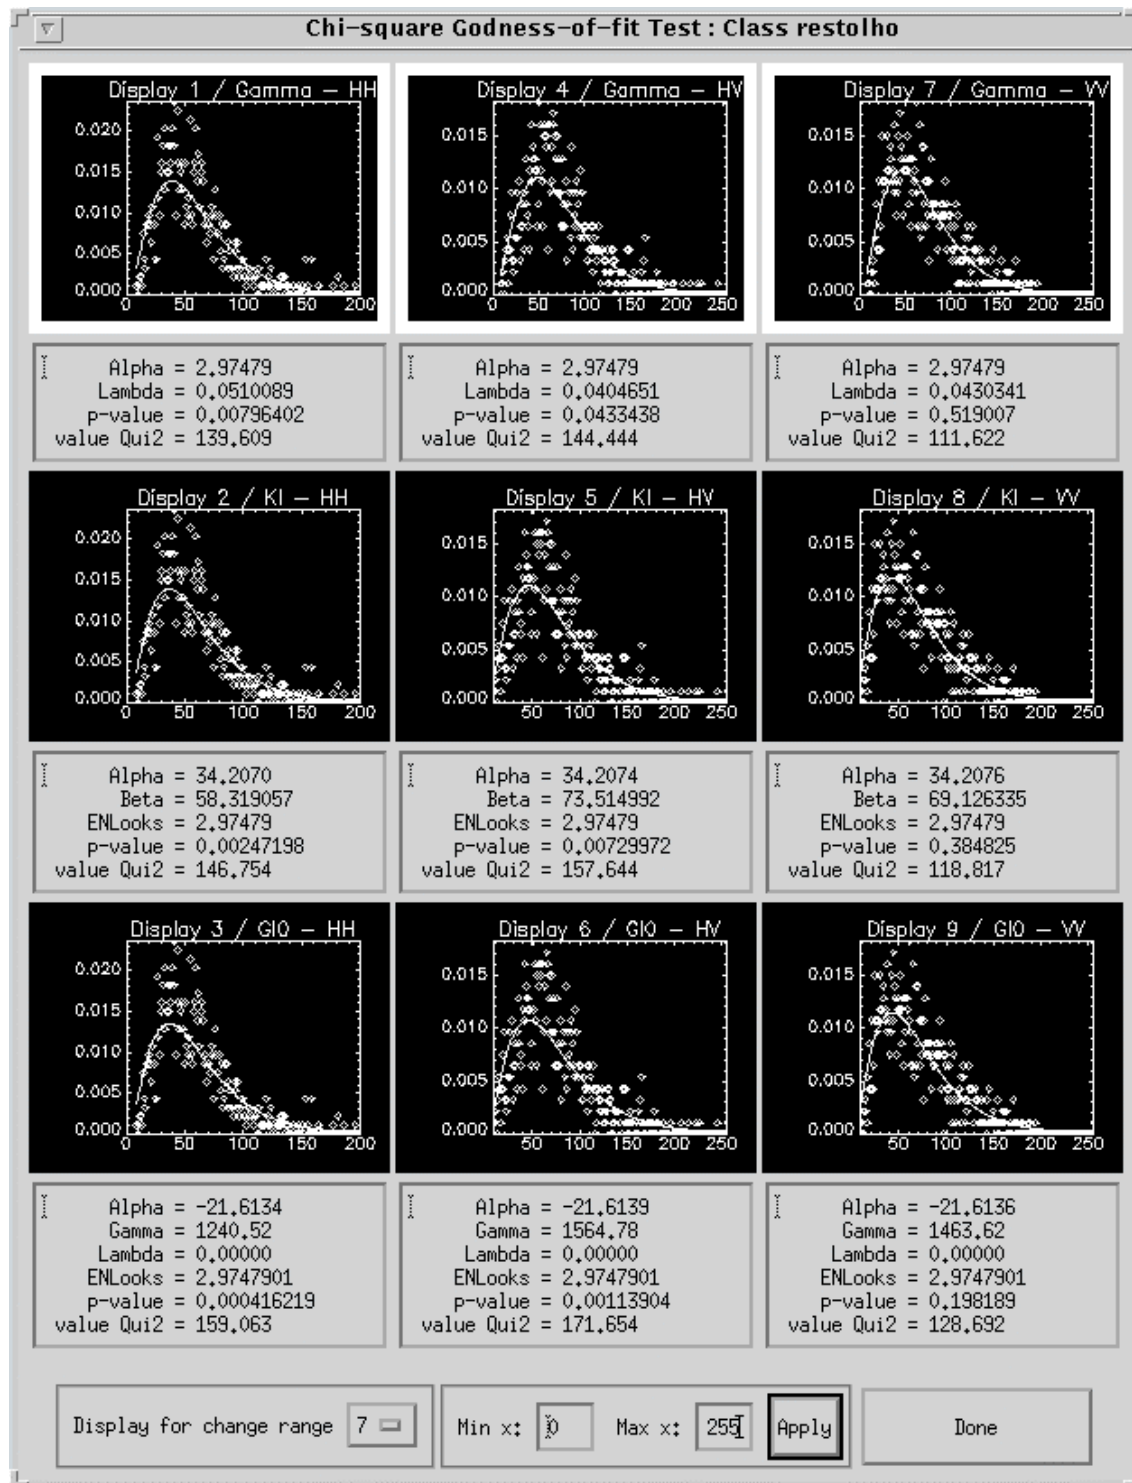 Chi-square Godness-of-fit Test : Class restolho
Display 1 / Gamma - HH
0.020
0.015
0.010
0.005
0.000
0 50 100 150 200
Display 4 / Gamma - HV
0.015
0.010
0.005
0.000
0 50 100 150 200 250
Display 7 / Gamma - VV
0.015
0.010
0.005
0.000
0 50 100 150 200 250
Alpha = 2.97479
Lambda = 0.0510089
p-value = 0.00796402
value Qui2 = 139.609
Alpha = 2.97479
Lambda = 0.0404651
p-value = 0.0433438
value Qui2 = 144.444
Alpha = 2.97479
Lambda = 0.0430341
p-value = 0.519007
value Qui2 = 111.622
Display 2 / KI - HH
0.020
0.015
0.010
0.005
0.000
0 50 100 150 200
Display 5 / KI - HV
0.015
0.010
0.005
0.000
50 100 150 200 250
Display 8 / KI - VV
0.015
0.010
0.005
0.000
50 100 150 200 250
Alpha = 34.2070
Beta = 58.319057
ENLooks = 2.97479
p-value = 0.00247198
value Qui2 = 146.754
Alpha = 34.2074
Beta = 73.514992
ENLooks = 2.97479
p-value = 0.00729972
value Qui2 = 157.644
Alpha = 34.2076
Beta = 69.126335
ENLooks = 2.97479
p-value = 0.384825
value Qui2 = 118.817
Display 3 / GI0 - HH
0.020
0.015
0.010
0.005
0.000
0 50 100 150 200
Display 6 / GI0 - HV
0.015
0.010
0.005
0.000
50 100 150 200 250
Display 9 / GI0 - VV
0.015
0.010
0.005
0.000
50 100 150 200 250
Alpha = -21.6134
Gamma = 1240.52
Lambda = 0.00000
ENLooks = 2.9747901
p-value = 0.000416219
value Qui2 = 159.063
Alpha = -21.6139
Gamma = 1564.78
Lambda = 0.00000
ENLooks = 2.9747901
p-value = 0.00113904
value Qui2 = 171.654
Alpha = -21.6136
Gamma = 1463.62
Lambda = 0.00000
ENLooks = 2.9747901
p-value = 0.198189
value Qui2 = 128.692
Display for change range 7
Min x: 0 Max x: 255 Apply
Done